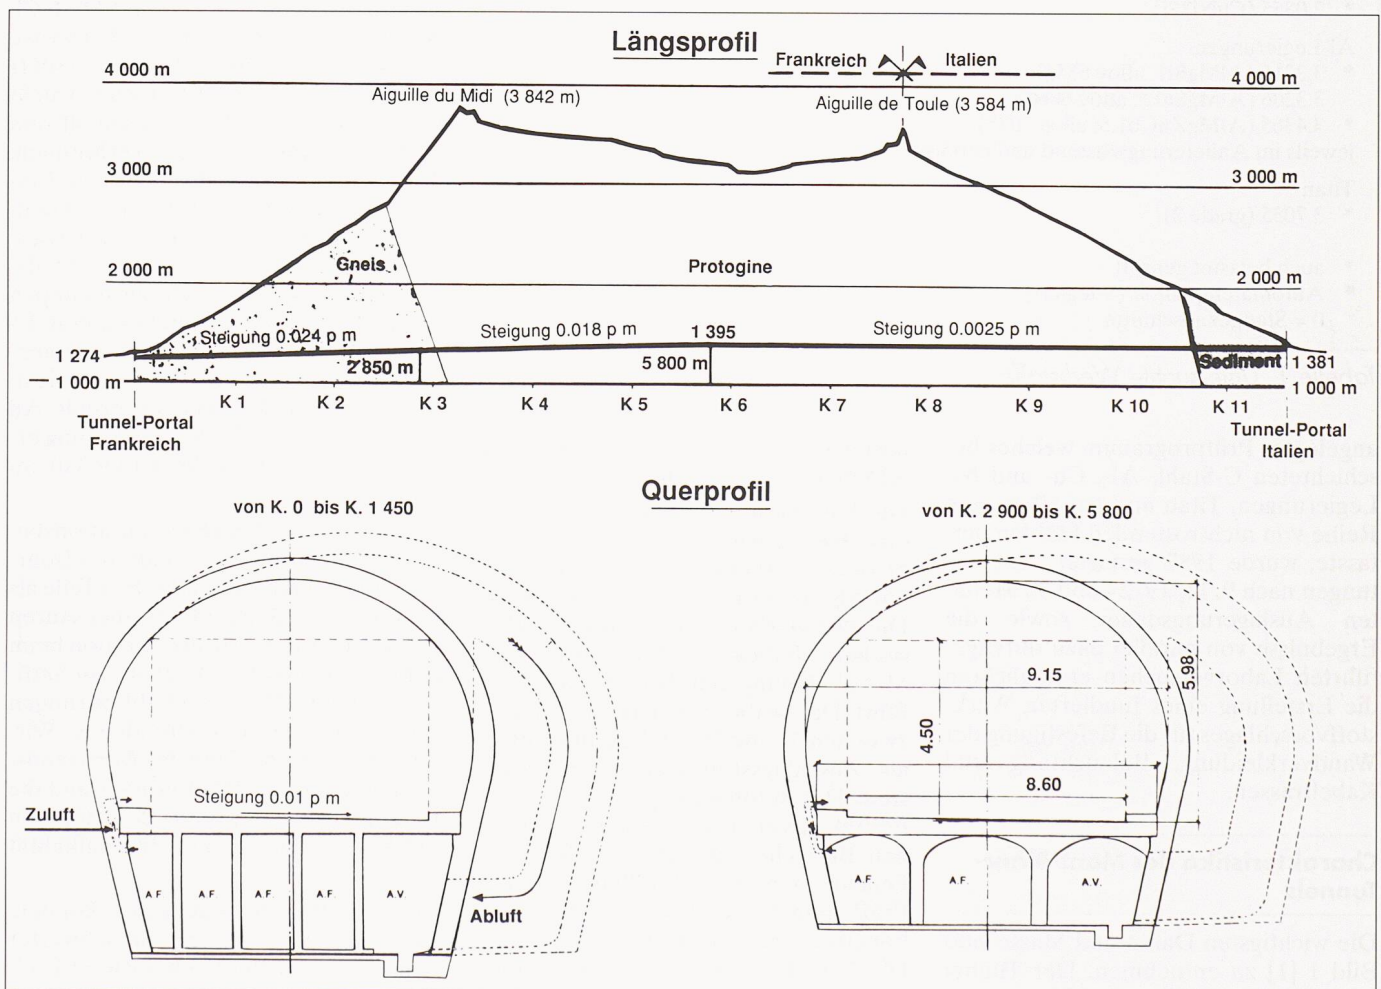 Längsprofil
Frankreich Italien
4 000 m 4 000 m
Aiguille du Midi (3 842 m) Aiguille de Toule (3 584 m)
3 000 m 3 000 m
Gneis Protogine
2 000 m 2 000 m
Steigung 0.024 p m Steigung 0.018 p m 1 395 Steigung 0.0025 p m
1 274 2 850 m 5 800 m Sediment 1 381
1 000 m 1 000 m
K 1 K 2 K 3 K 4 K 5 K 6 K 7 K 8 K 9 K 10 K 11
Tunnel-Portal
Frankreich
Tunnel-Portal
Italien
Querprofil
von K. 0 bis K. 1 450
Steigung 0.01 p m
Zuluft
A.F. A.F. A.F. A.F. A.V.
Abluft
von K. 2 900 bis K. 5 800
9.15
5.98
4.50
8.60
A.F. A.F. A.V.